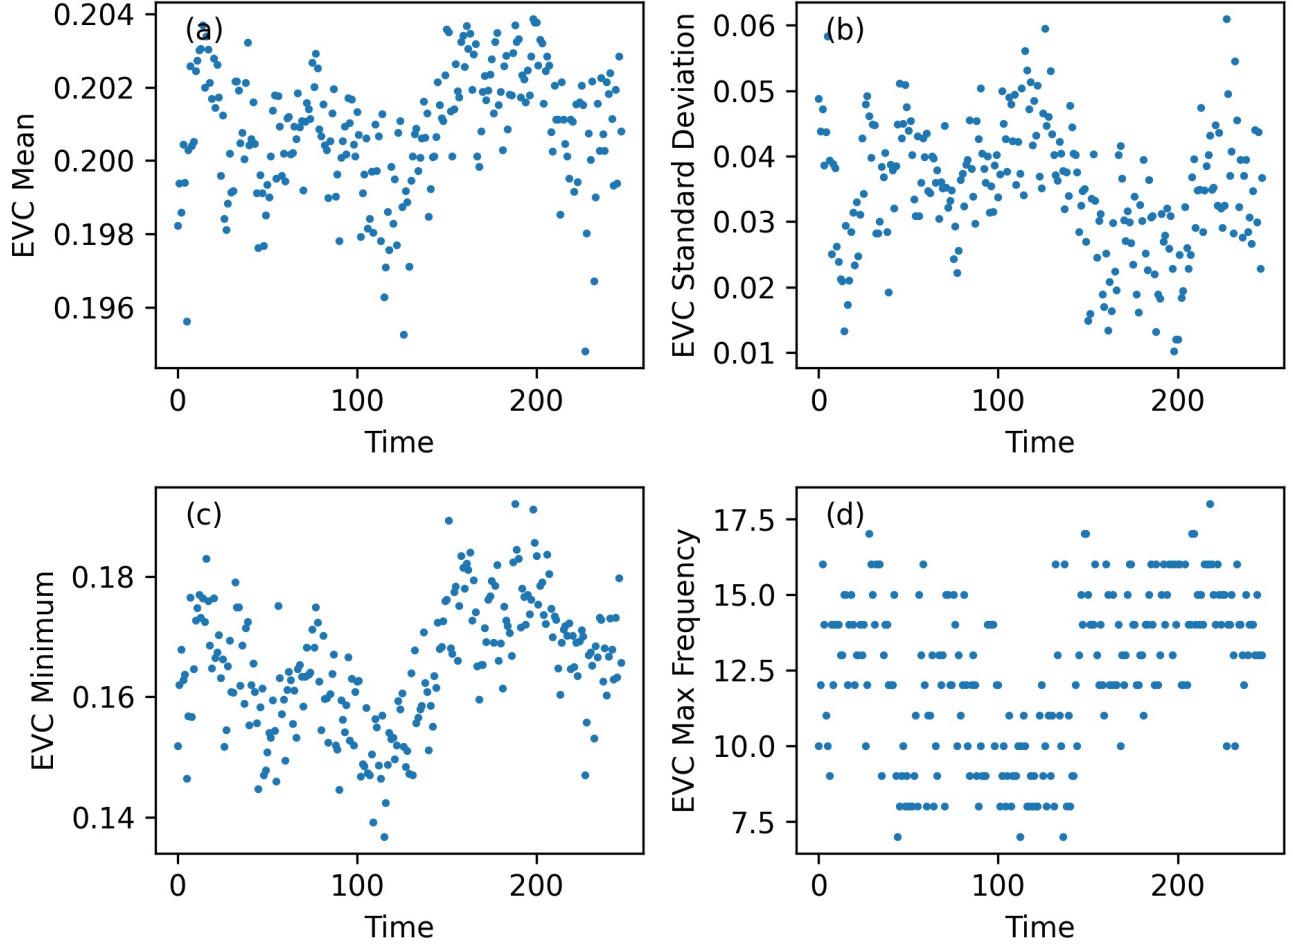 (a)
EVC Mean
0.204
0.202
0.200
0.198
0.196
0 100 200
Time
(b)
EVC Standard Deviation
0.06
0.05
0.04
0.03
0.02
0.01
0 100 200
Time
(c)
EVC Minimum
0.18
0.16
0.14
0 100 200
Time
(d)
EVC Max Frequency
17.5
15.0
12.5
10.0
7.5
0 100 200
Time